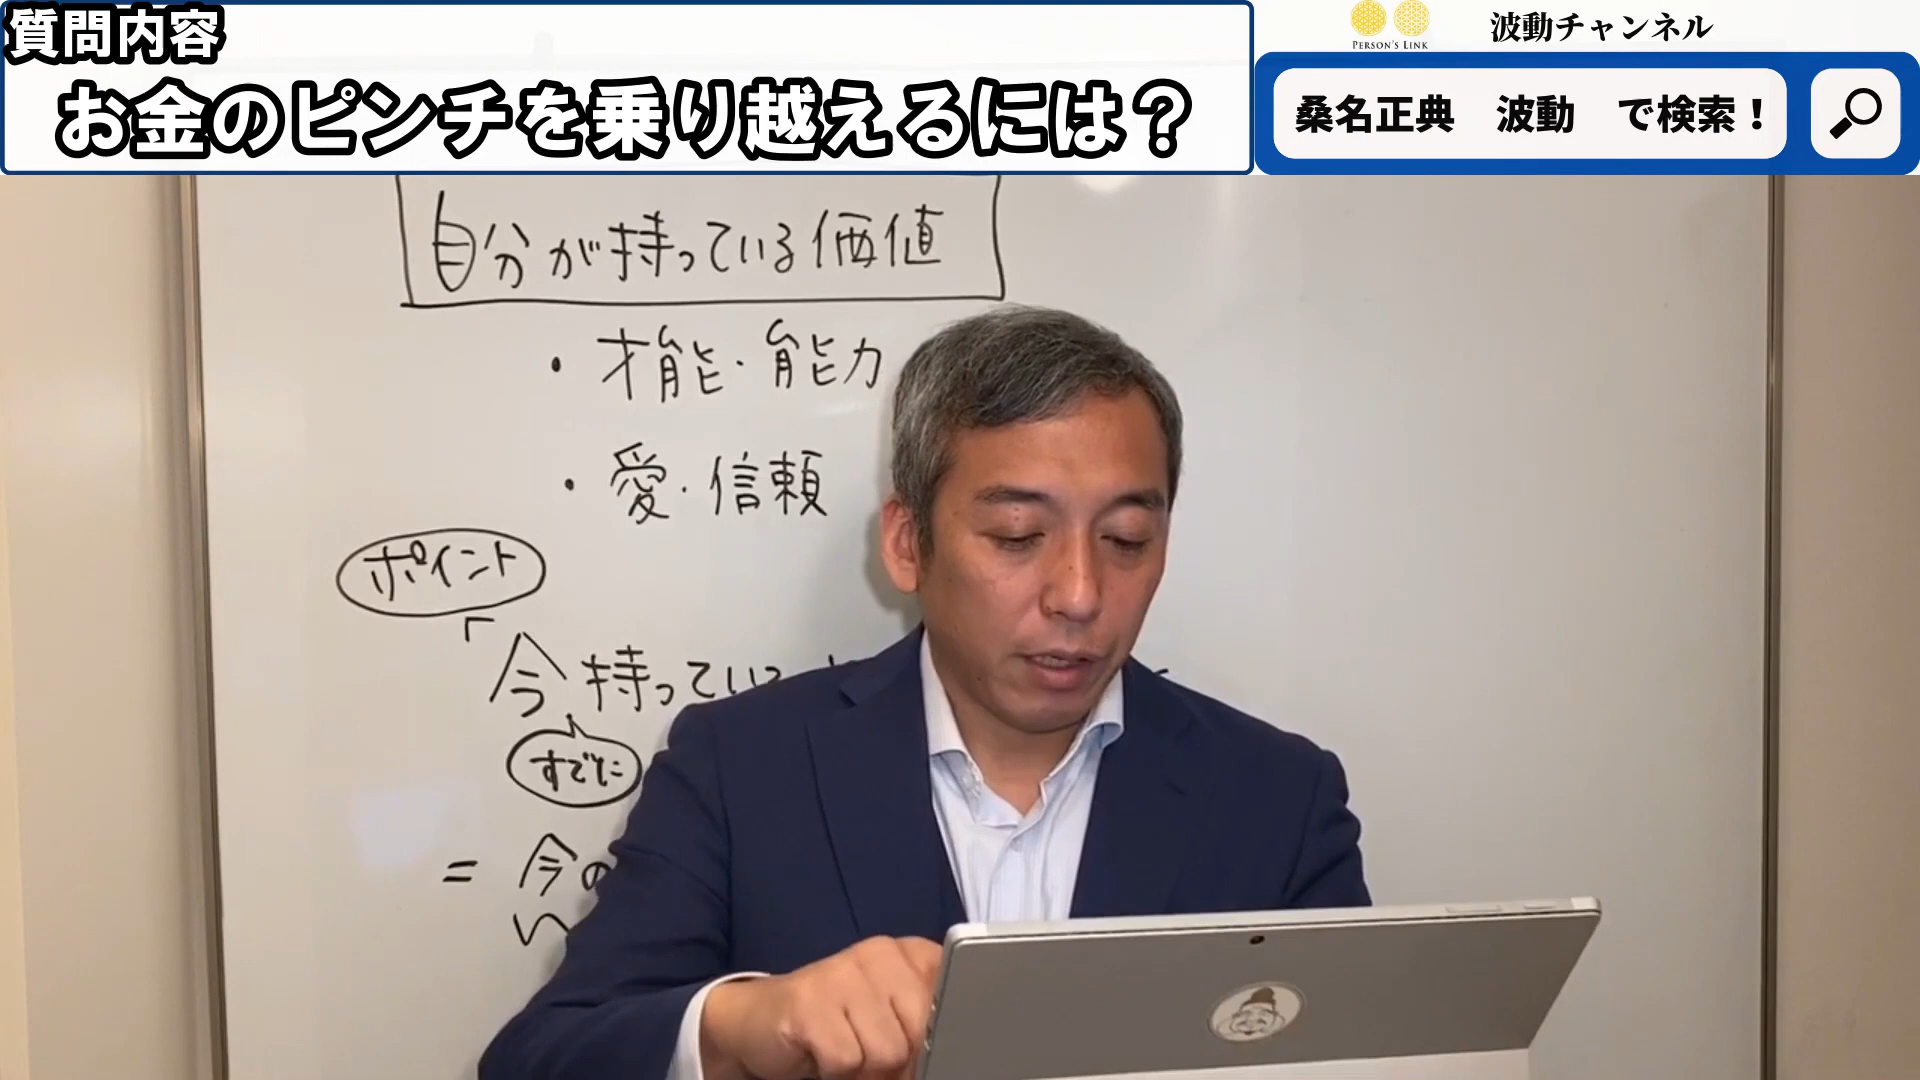 質問内容
お金のピンチを乗り越えるには？
PERSON'S LINK
波動チャンネル
桑名正典　波動　で検索！
自分が持っている価値
・才能・能力
・愛・信頼
ポイント
「今持っている
すでに
= 今の